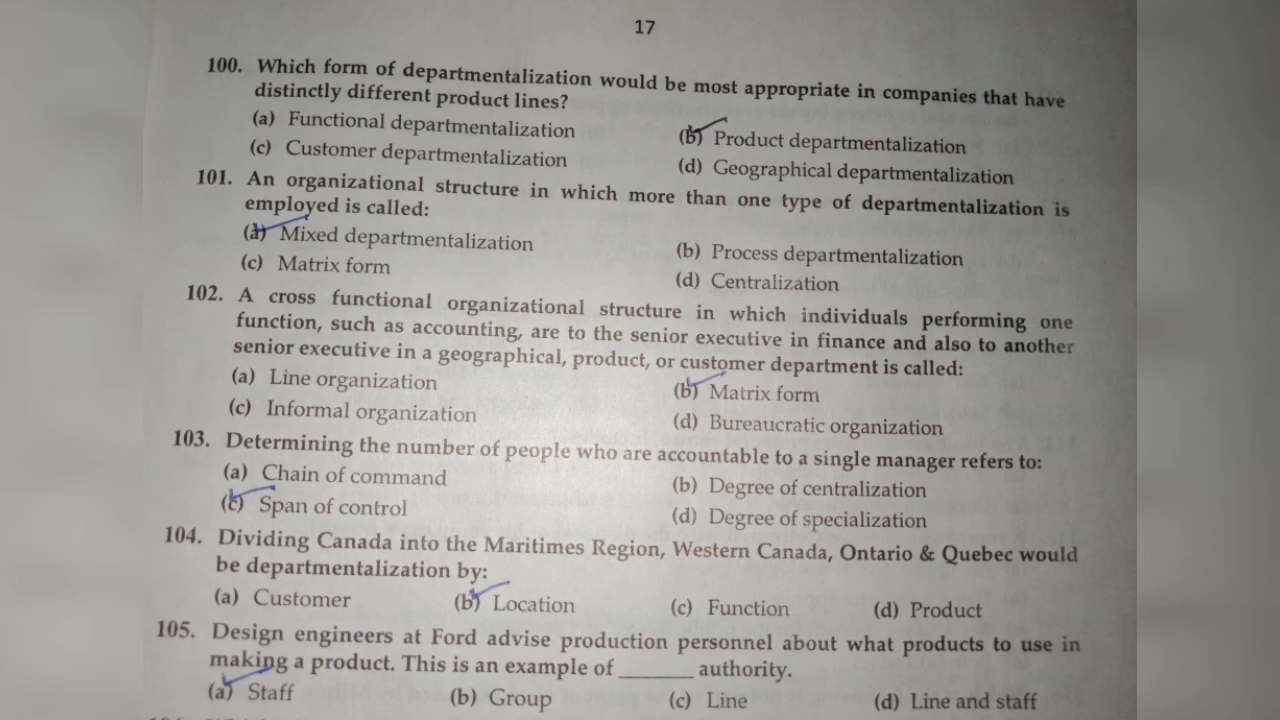 17
100. Which form of departmentalization would be most appropriate in companies that have
distinctly different product lines?
(a) Functional departmentalization (b) Product departmentalization
(c) Customer departmentalization (d) Geographical departmentalization
101. An organizational structure in which more than one type of departmentalization is
employed is called:
(a) Mixed departmentalization (b) Process departmentalization
(c) Matrix form (d) Centralization
102. A cross functional organizational structure in which individuals performing one
function, such as accounting, are to the senior executive in finance and also to another
senior executive in a geographical, product, or customer department is called:
(a) Line organization (b) Matrix form
(c) Informal organization (d) Bureaucratic organization
103. Determining the number of people who are accountable to a single manager refers to:
(a) Chain of command (b) Degree of centralization
(c) Span of control (d) Degree of specialization
104. Dividing Canada into the Maritimes Region, Western Canada, Ontario & Quebec would
be departmentalization by:
(a) Customer (b) Location (c) Function (d) Product
105. Design engineers at Ford advise production personnel about what products to use in
making a product. This is an example of _______ authority.
(a) Staff (b) Group (c) Line (d) Line and staff